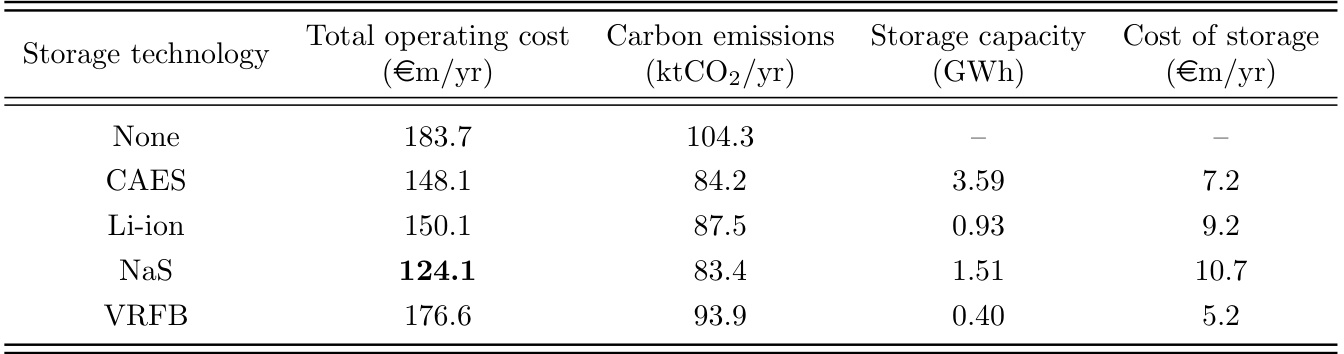 Storage technology Total operating cost (€m/yr) Carbon emissions (ktCO₂/yr) Storage capacity (GWh) Cost of storage (€m/yr)
None 183.7 104.3 – –
CAES 148.1 84.2 3.59 7.2
Li-ion 150.1 87.5 0.93 9.2
NaS 124.1 83.4 1.51 10.7
VRFB 176.6 93.9 0.40 5.2